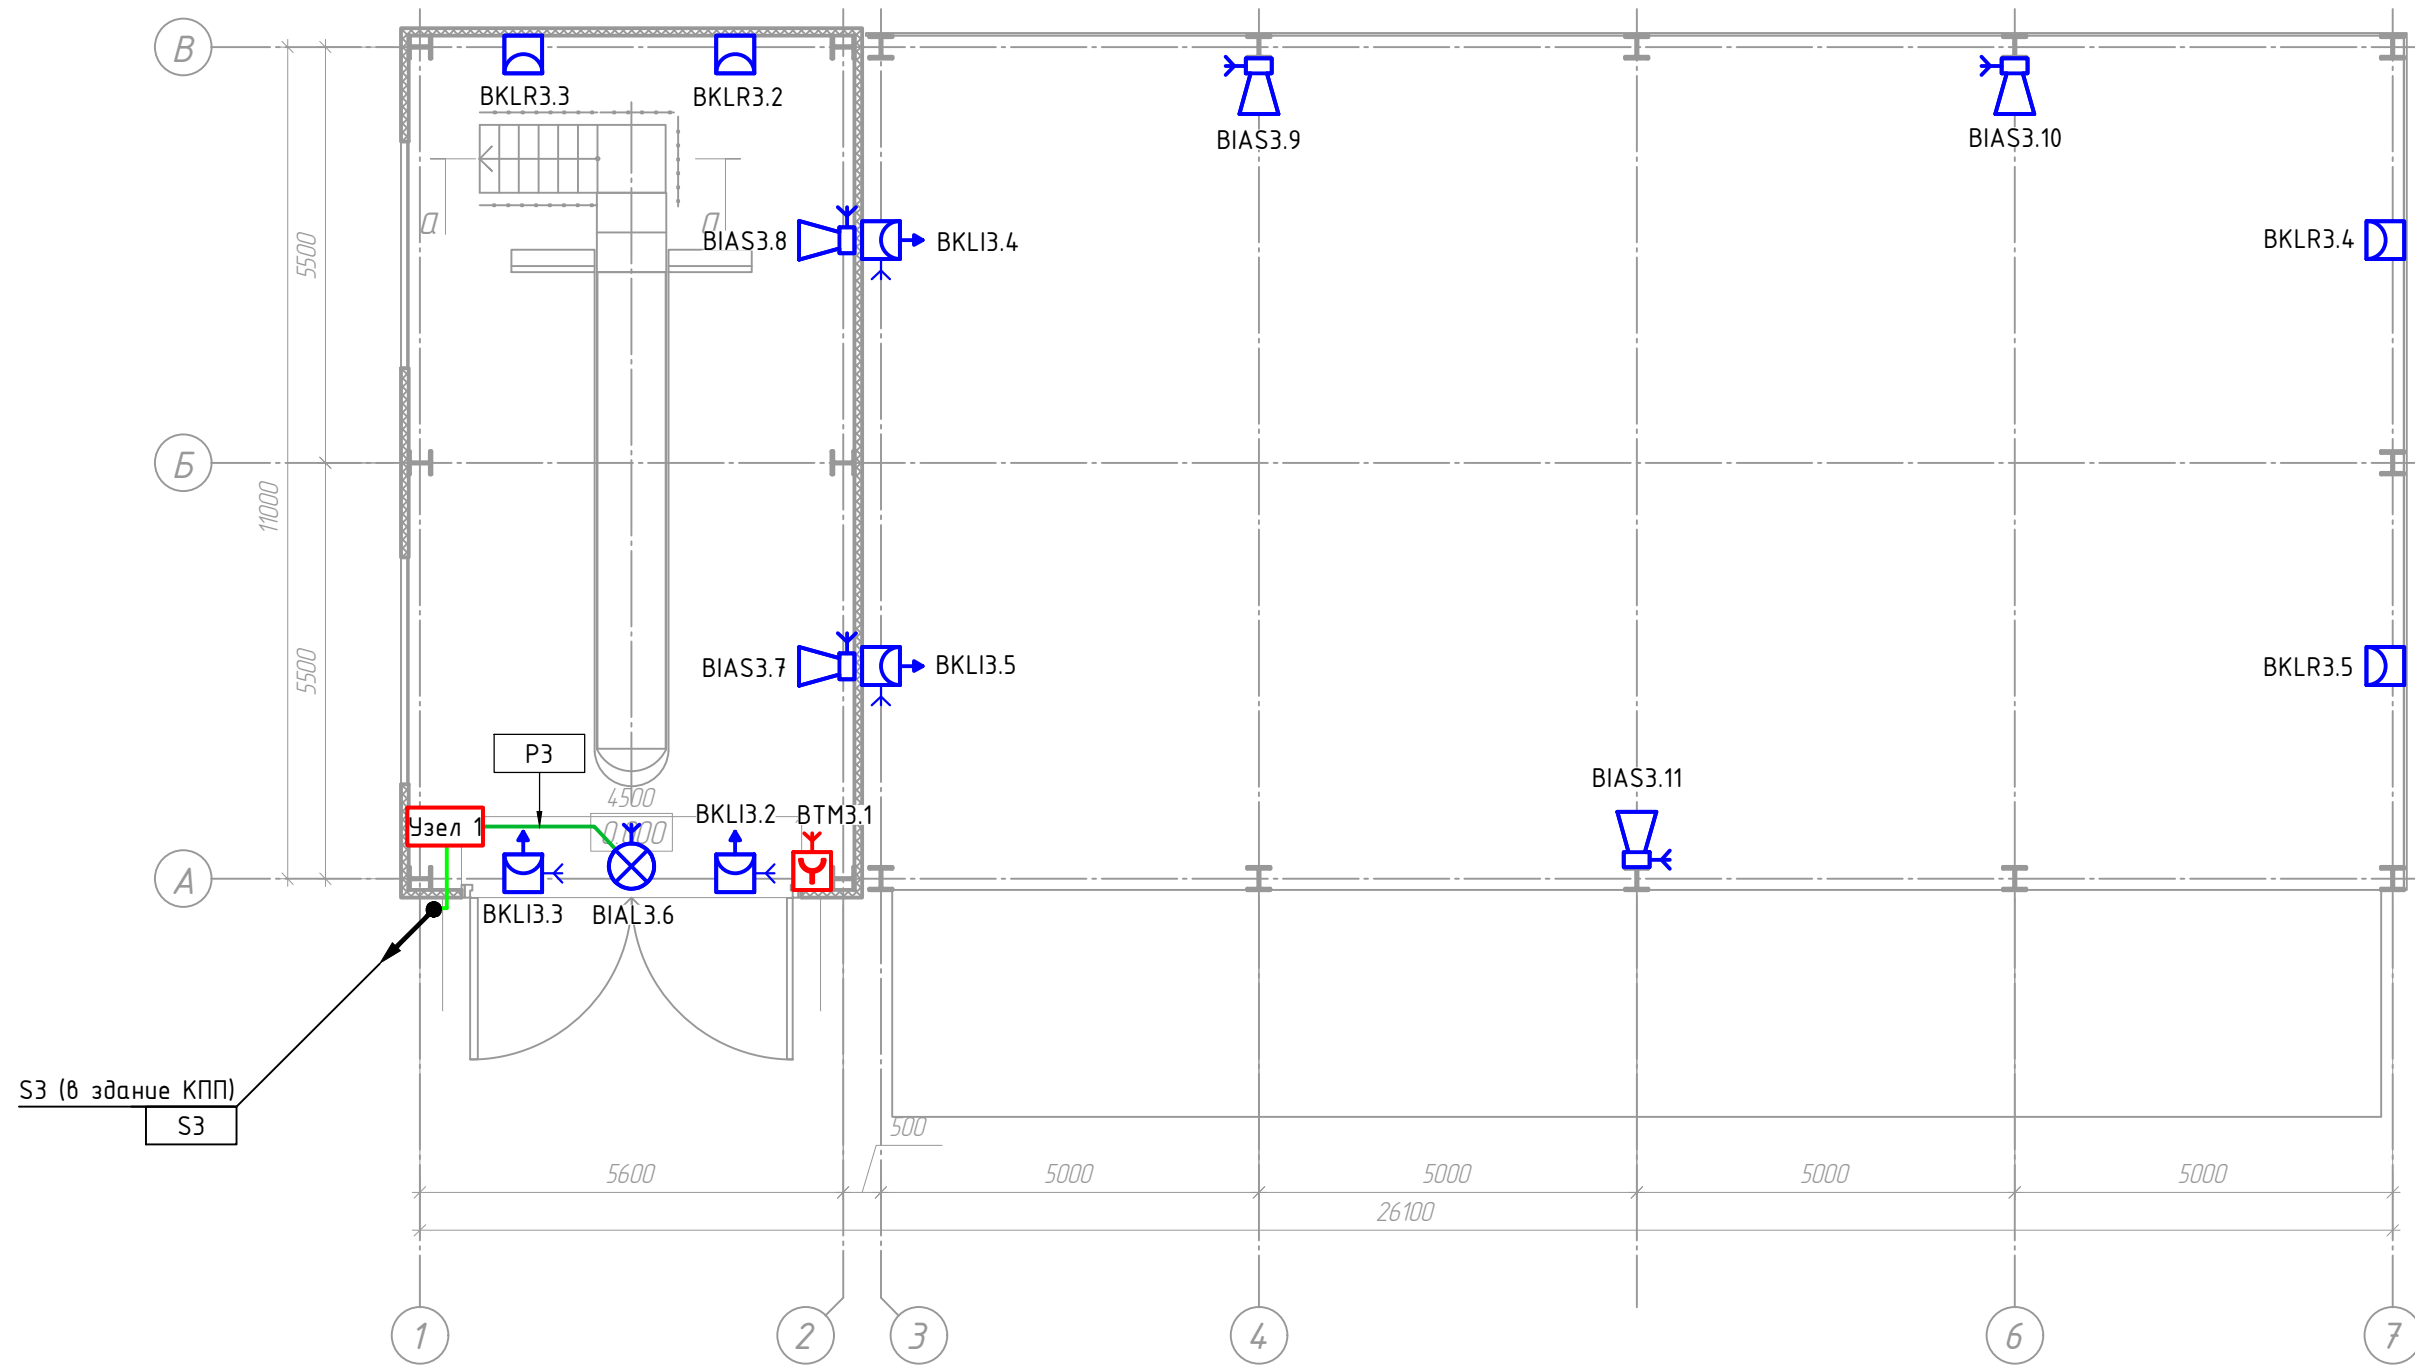 В
BKLR3.3
BKLR3.2
BIAS3.9
BIAS3.10
а
а
5500
BIAS3.8
BKLI3.4
BKLR3.4
Б
11000
5500
BIAS3.7
BKLI3.5
BKLR3.5
P3
BIAS3.11
4500
BKLI3.2
BTM3.1
Узел 1
0.000
А
BKLI3.3
BIAL3.6
S3 (в здание КПП)
S3
500
5600
5000
5000
5000
5000
26100
1
2
3
4
6
7